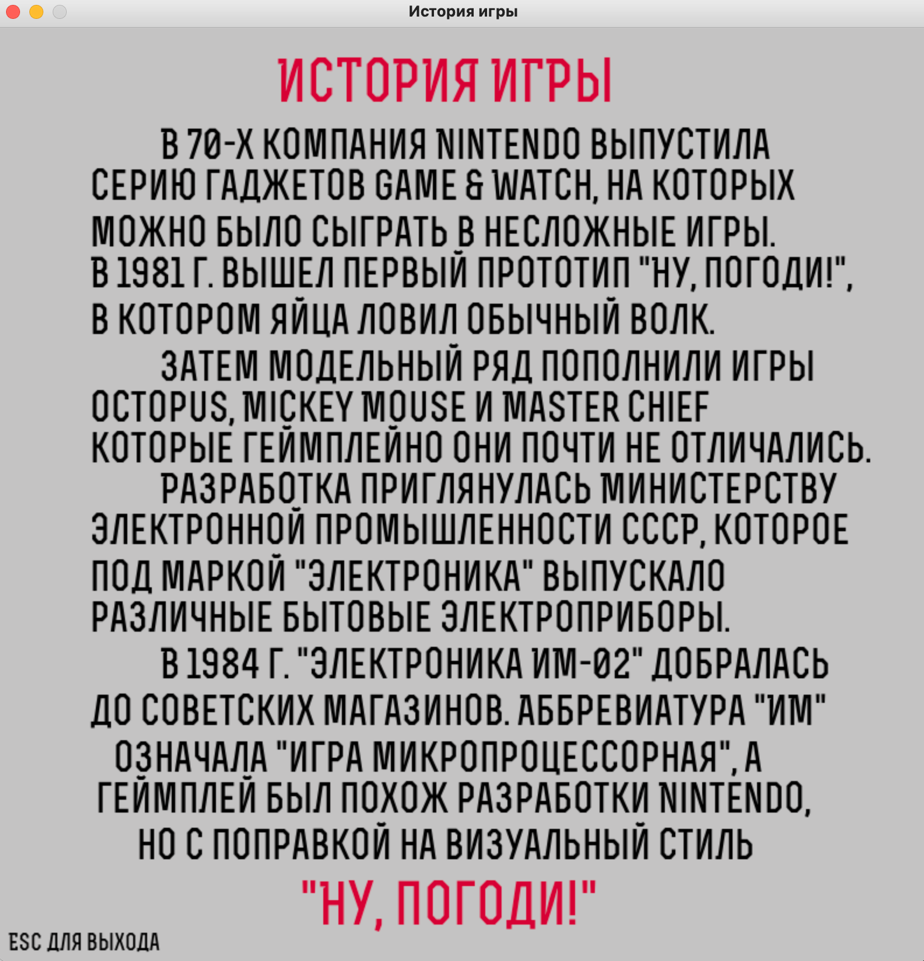 История игры
ИСТОРИЯ ИГРЫ
В 70-Х КОМПАНИЯ NINTENDO ВЫПУСТИЛА
СЕРИЮ ГАДЖЕТОВ GAME & WATCH, НА КОТОРЫХ
МОЖНО БЫЛО СЫГРАТЬ В НЕСЛОЖНЫЕ ИГРЫ.
В 1981 Г. ВЫШЕЛ ПЕРВЫЙ ПРОТОТИП "НУ, ПОГОДИ!",
В КОТОРОМ ЯЙЦА ЛОВИЛ ОБЫЧНЫЙ ВОЛК.
ЗАТЕМ МОДЕЛЬНЫЙ РЯД ПОПОЛНИЛИ ИГРЫ
OCTOPUS, MICKEY MOUSE И MASTER CHIEF
КОТОРЫЕ ГЕЙМПЛЕЙНО ОНИ ПОЧТИ НЕ ОТЛИЧАЛИСЬ.
РАЗРАБОТКА ПРИГЛЯНУЛАСЬ МИНИСТЕРСТВУ
ЭЛЕКТРОННОЙ ПРОМЫШЛЕННОСТИ СССР, КОТОРОЕ
ПОД МАРКОЙ "ЭЛЕКТРОНИКА" ВЫПУСКАЛО
РАЗЛИЧНЫЕ БЫТОВЫЕ ЭЛЕКТРОПРИБОРЫ.
В 1984 Г. "ЭЛЕКТРОНИКА ИМ-02" ДОБРАЛАСЬ
ДО СОВЕТСКИХ МАГАЗИНОВ. АББРЕВИАТУРА "ИМ"
ОЗНАЧАЛА "ИГРА МИКРОПРОЦЕССОРНАЯ", А
ГЕЙМПЛЕЙ БЫЛ ПОХОЖ РАЗРАБОТКИ NINTENDO,
НО С ПОПРАВКОЙ НА ВИЗУАЛЬНЫЙ СТИЛЬ
"НУ, ПОГОДИ!"
ESC ДЛЯ ВЫХОДА